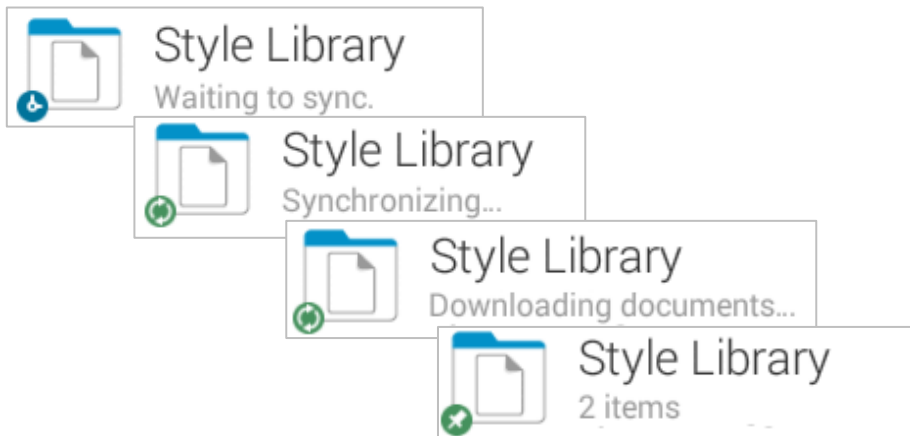 Style Library
Waiting to sync.
Style Library
Synchronizing...
Style Library
Downloading documents...
Style Library
2 items